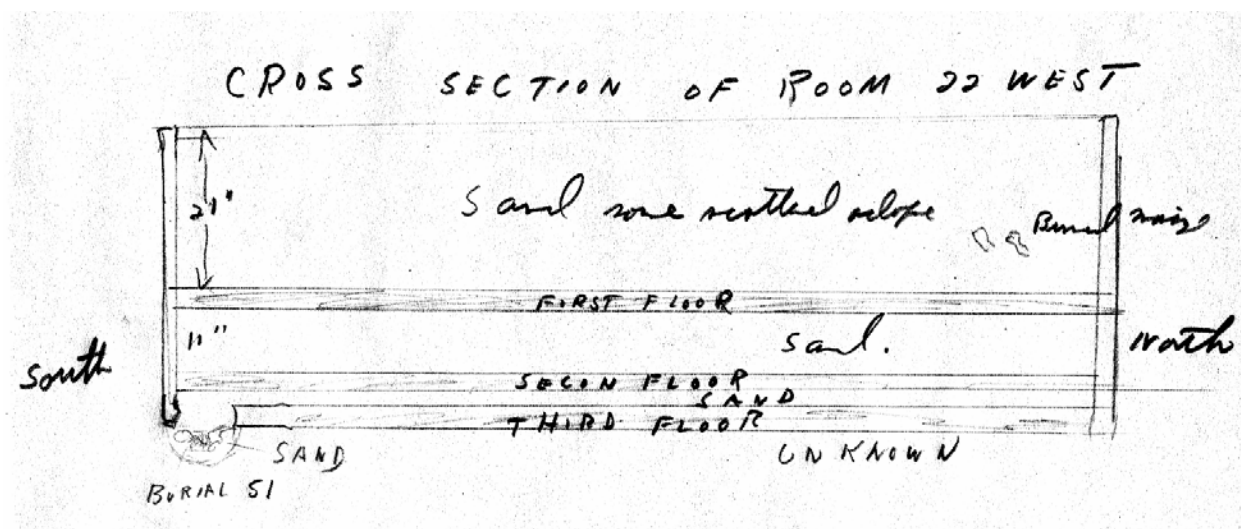 CROSS SECTION OF ROOM 22 WEST
21"
Sand some scattered adobe
Burned maize
FIRST FLOOR
11"
sand.
South
North
SECON FLOOR
SAND
THIRD FLOOR
SAND
UNKNOWN
BURIAL 51